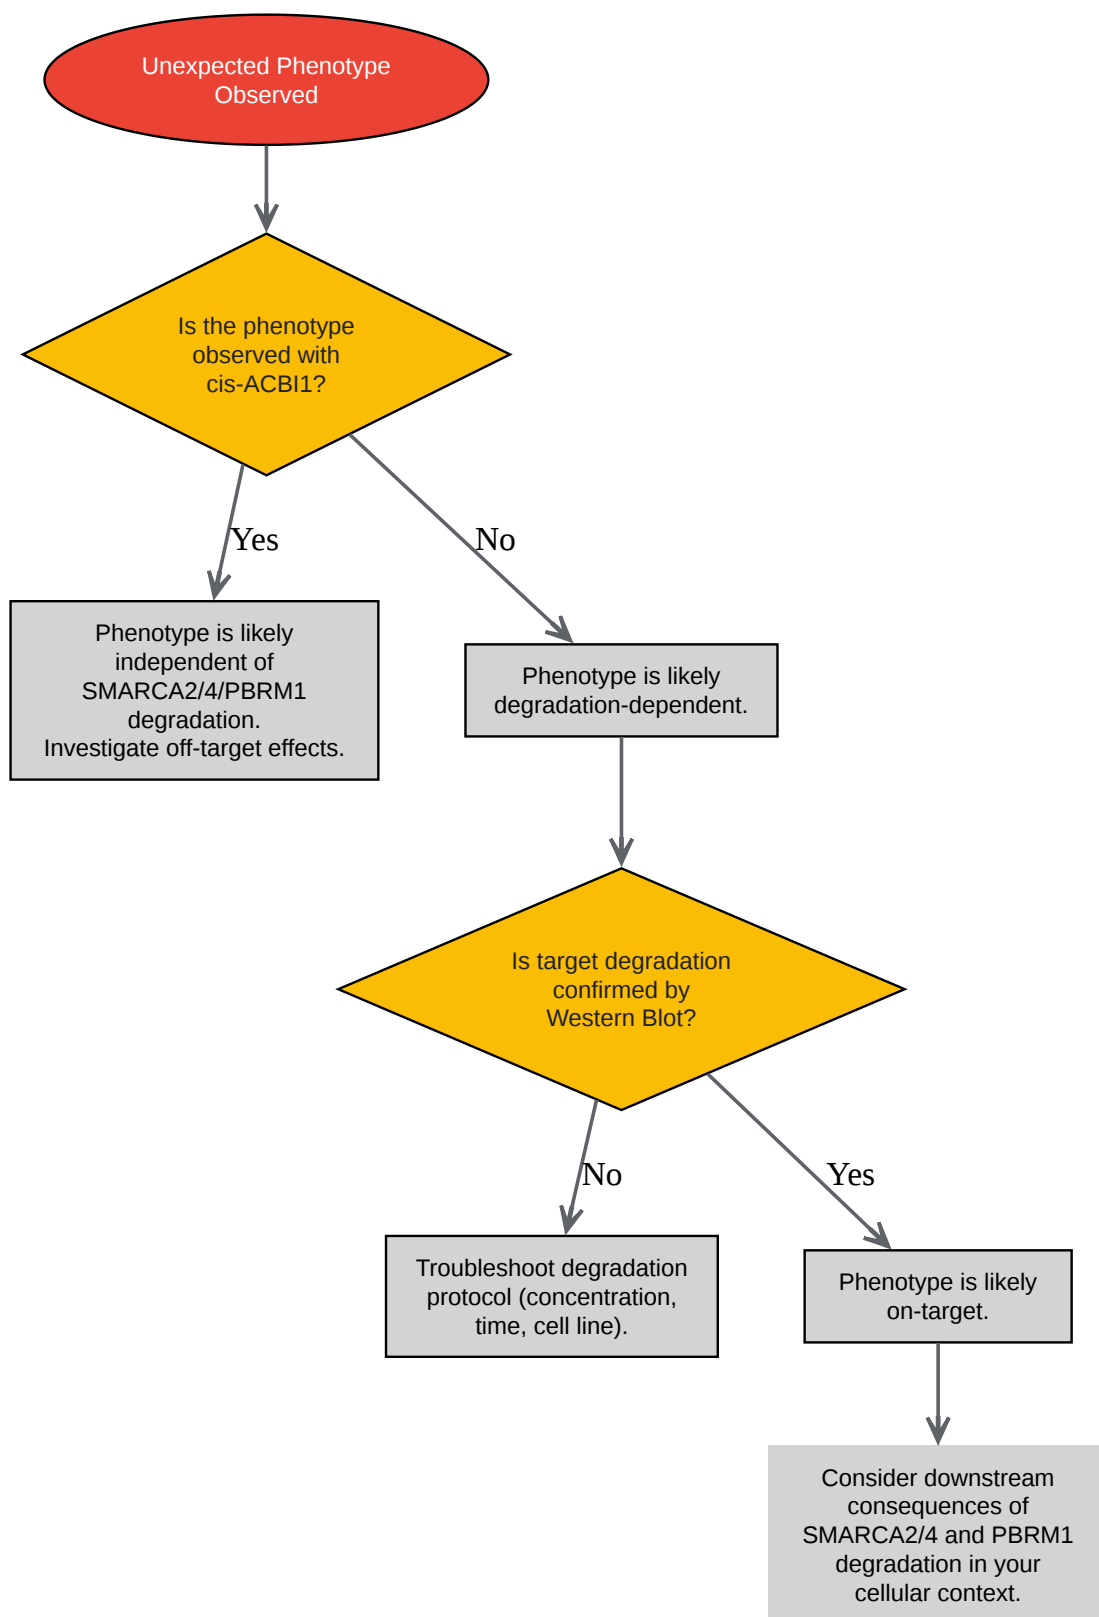 Unexpected Phenotype
Observed
Is the phenotype
observed with
cis-ACBI1?
Yes
No
Phenotype is likely
independent of
SMARCA2/4/PBRM1
degradation.
Investigate off-target effects.
Phenotype is likely
degradation-dependent.
Is target degradation
confirmed by
Western Blot?
No
Yes
Troubleshoot degradation
protocol (concentration,
time, cell line).
Phenotype is likely
on-target.
Consider downstream
consequences of
SMARCA2/4 and PBRM1
degradation in your
cellular context.